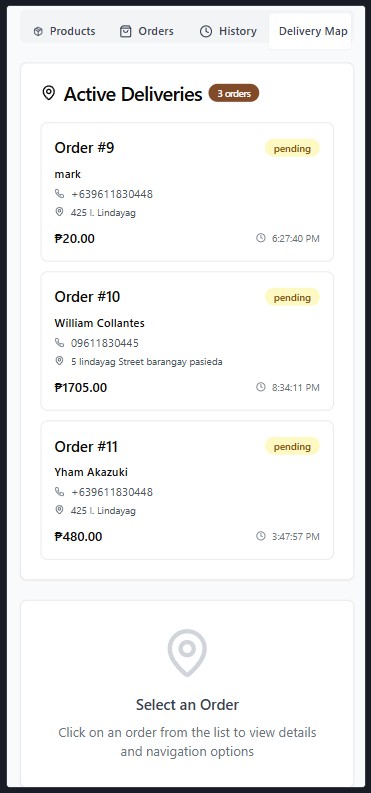 Products Orders History Delivery Map
Active Deliveries 3 orders
Order #9 pending
mark
+639611830448
425 l. Lindayag
₱20.00 6:27:40 PM
Order #10 pending
William Collantes
09611830445
5 lindayag Street barangay pasieda
₱1705.00 8:34:11 PM
Order #11 pending
Yham Akazuki
+639611830448
425 l. Lindayag
₱480.00 3:47:57 PM
Select an Order
Click on an order from the list to view details
and navigation options